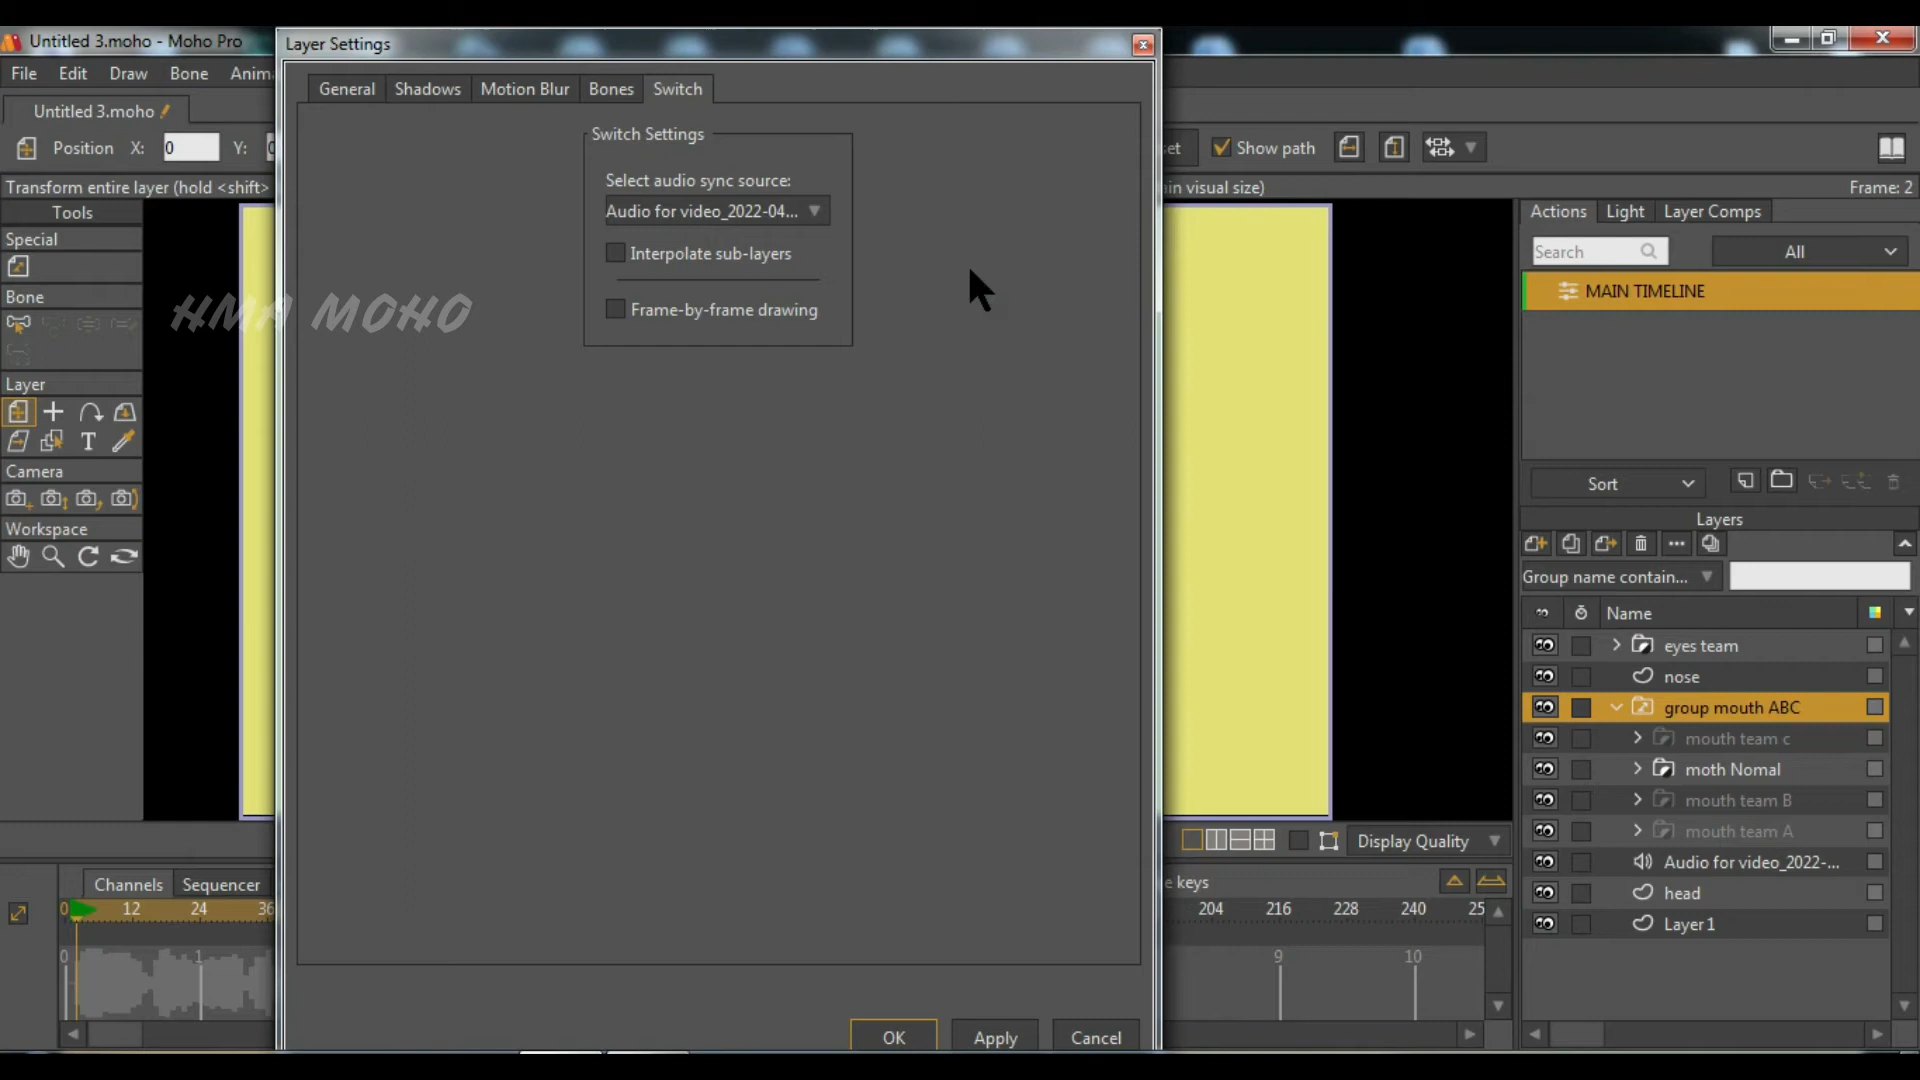 Untitled 3.moho - Moho Pro
Layer Settings
File Edit Draw Bone Anim
General Shadows Motion Blur Bones Switch
Untitled 3.moho
Switch Settings
Position X: 0 Y: 0
et Show path
Select audio sync source:
Transform entire layer (hold <shift>
ain visual size)
Frame: 2
Audio for video_2022-04...
Tools
Actions Light Layer Comps
Special
Interpolate sub-layers
Search
All
MAIN TIMELINE
Bone
HMA MOHO
Frame-by-frame drawing
Layer
T
Camera
Sort
Layers
Workspace
Group name contain...
Name
eyes team
nose
group mouth ABC
mouth team c
moth Nomal
mouth team B
mouth team A
Display Quality
Audio for video_2022-...
Channels Sequencer
e keys
head
0 12 24 36
204 216 228 240 25
Layer1
0 1
9 10
OK Apply Cancel